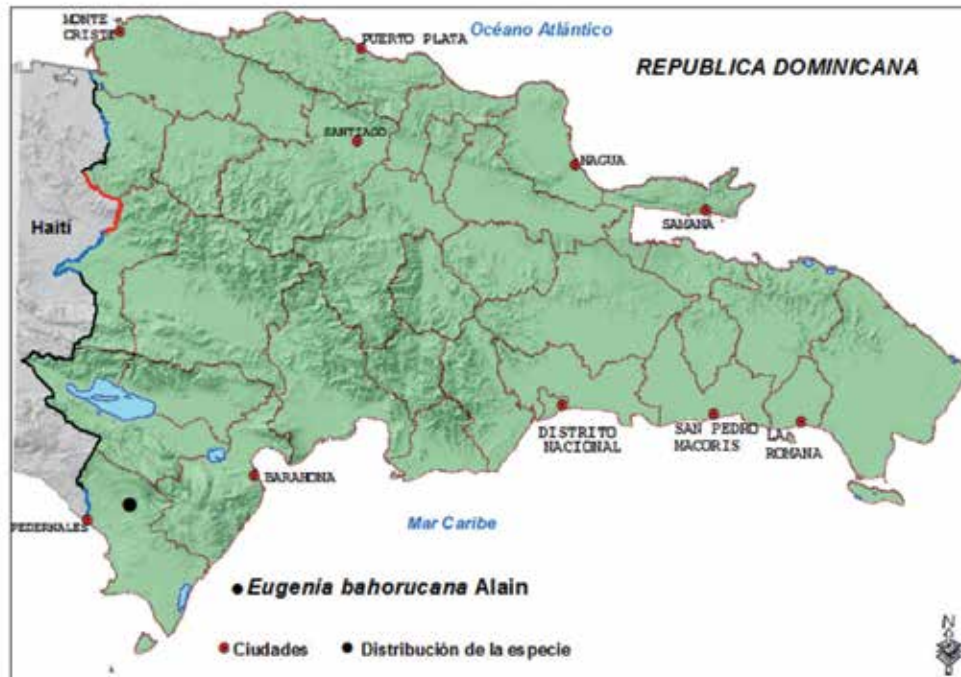 MONTE
CRISTI
PUERTO PLATA
Océano Atlántico
REPUBLICA DOMINICANA
SANTIAGO
NAGUA
SAMANA
Haití
DISTRITO
NACIONAL
SAN PEDRO
MACORIS
LA
ROMANA
BARAHONA
PEDERNALES
Mar Caribe
Eugenia bahorucana Alain
Ciudades
Distribución de la especie
N